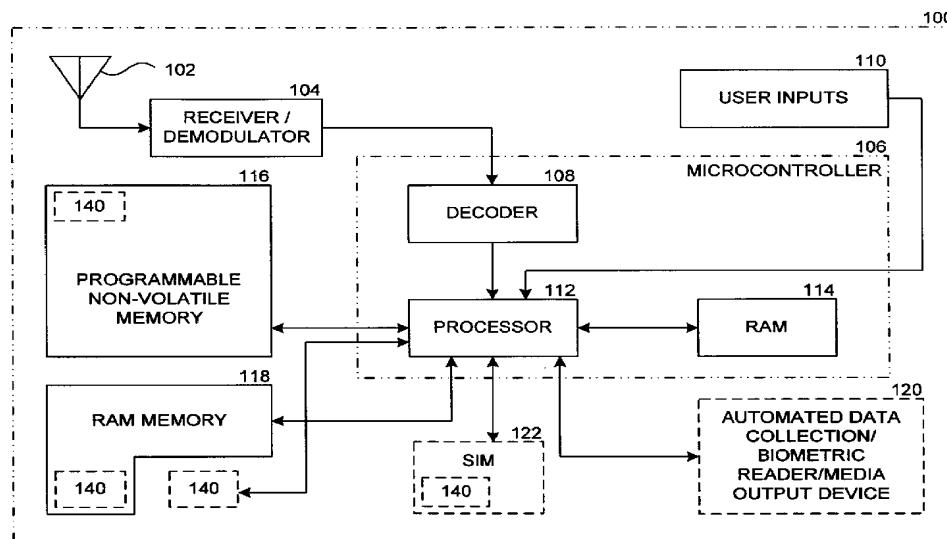 100
102
104
RECEIVER /
DEMODULATOR
110
USER INPUTS
106
MICROCONTROLLER
108
DECODER
116
140
PROGRAMMABLE
NON-VOLATILE
MEMORY
112
PROCESSOR
114
RAM
118
RAM MEMORY
140
140
122
SIM
140
120
AUTOMATED DATA
COLLECTION/
BIOMETRIC
READER/MEDIA
OUTPUT DEVICE